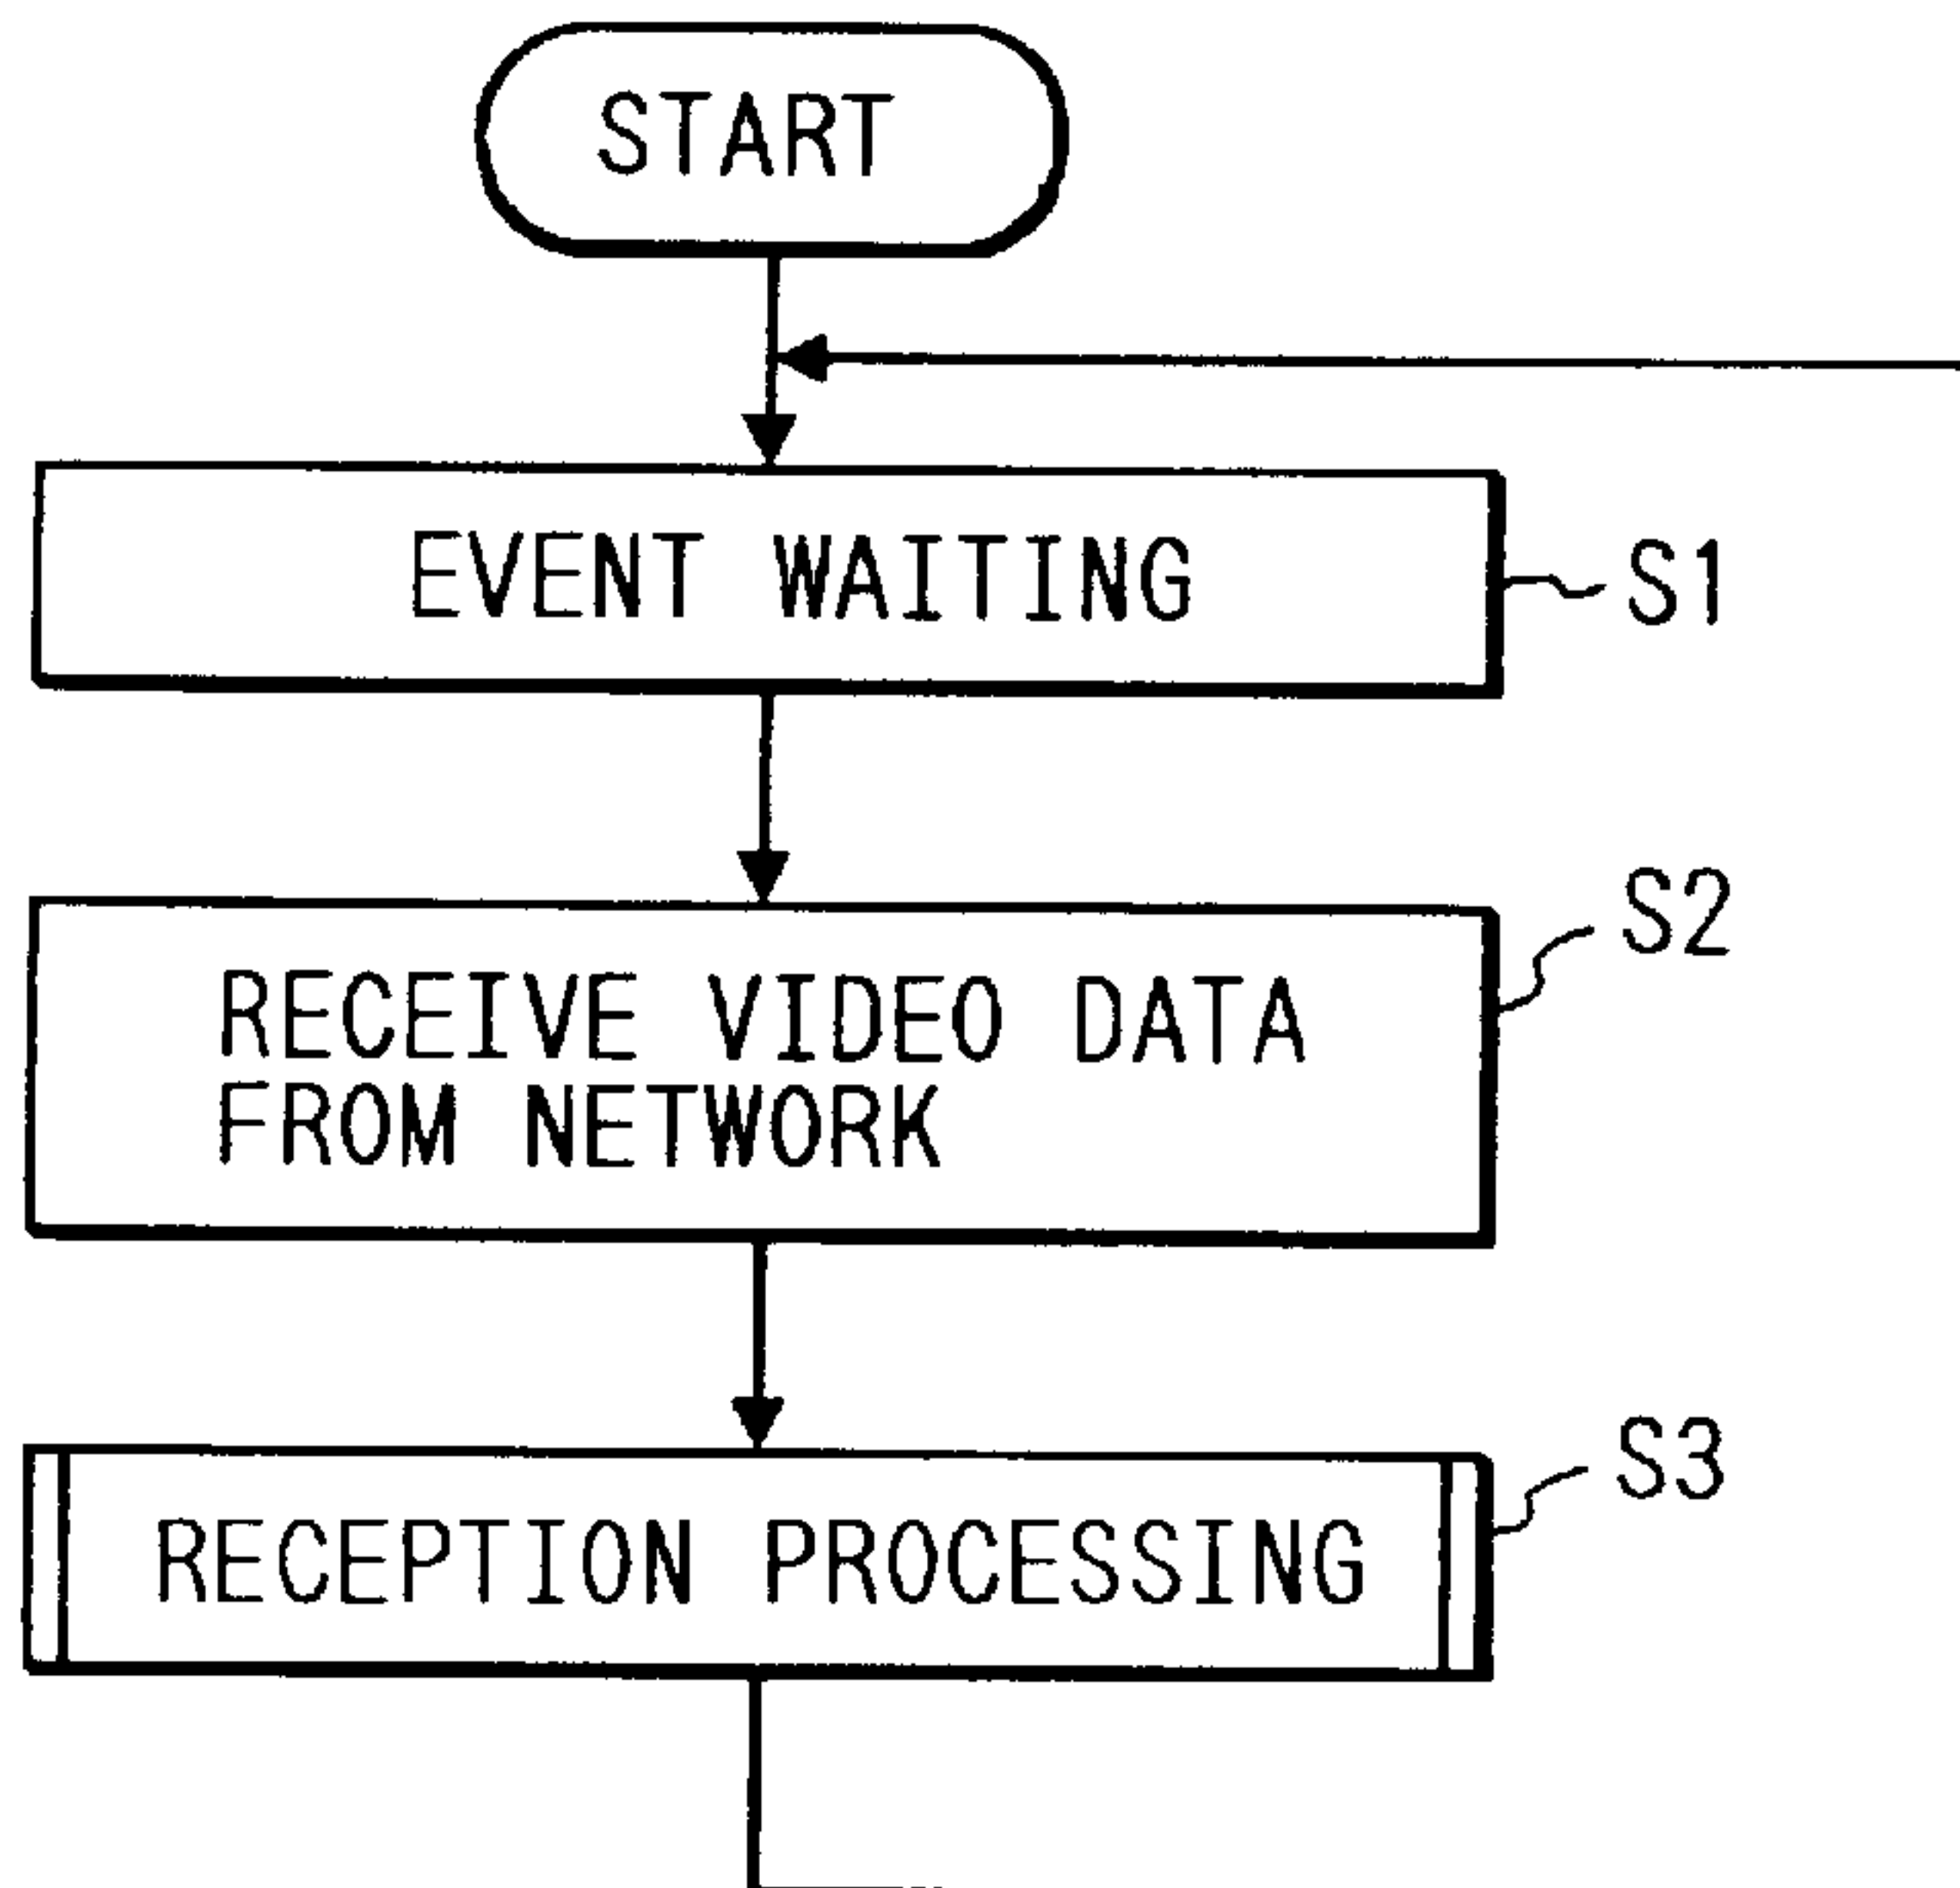 START
EVENT WAITING
S1
S2
RECEIVE VIDEO DATA
FROM NETWORK
S3
RECEPTION PROCESSING